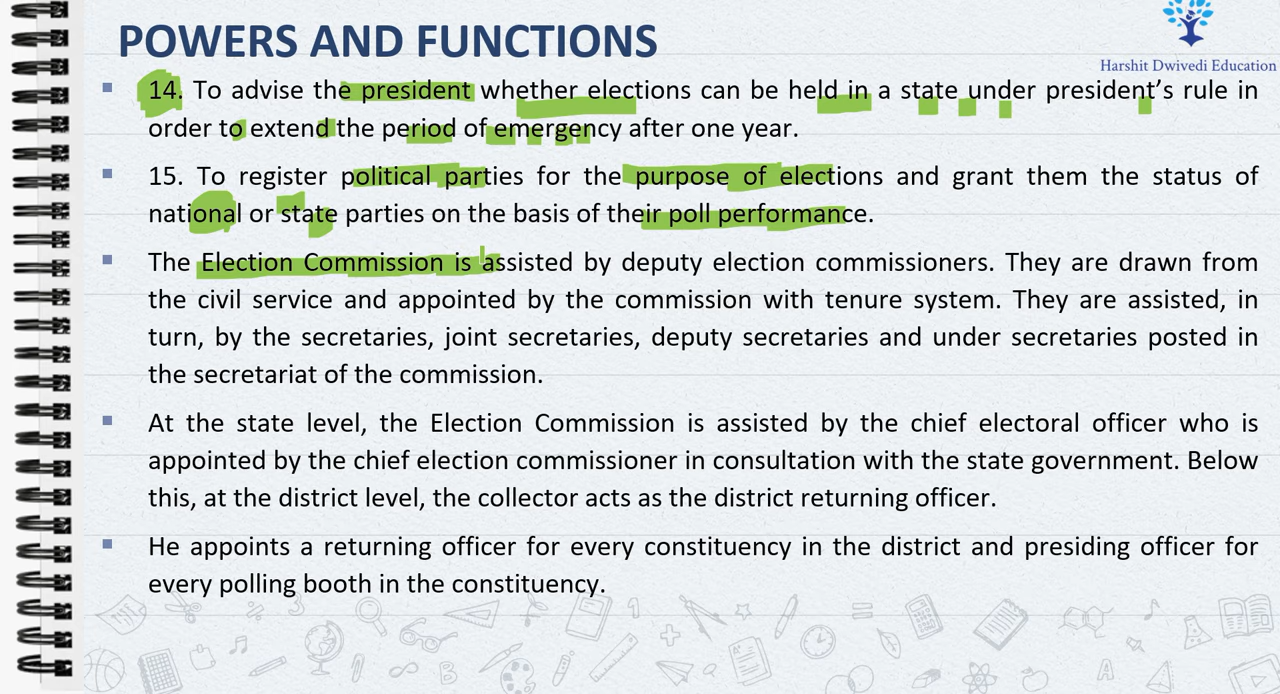 POWERS AND FUNCTIONS
Harshit Dwivedi Education
▪ 14. To advise the president whether elections can be held in a state under president's rule in
order to extend the period of emergency after one year.
▪ 15. To register political parties for the purpose of elections and grant them the status of
national or state parties on the basis of their poll performance.
▪ The Election Commission is assisted by deputy election commissioners. They are drawn from
the civil service and appointed by the commission with tenure system. They are assisted, in
turn, by the secretaries, joint secretaries, deputy secretaries and under secretaries posted in
the secretariat of the commission.
▪ At the state level, the Election Commission is assisted by the chief electoral officer who is
appointed by the chief election commissioner in consultation with the state government. Below
this, at the district level, the collector acts as the district returning officer.
▪ He appoints a returning officer for every constituency in the district and presiding officer for
every polling booth in the constituency.